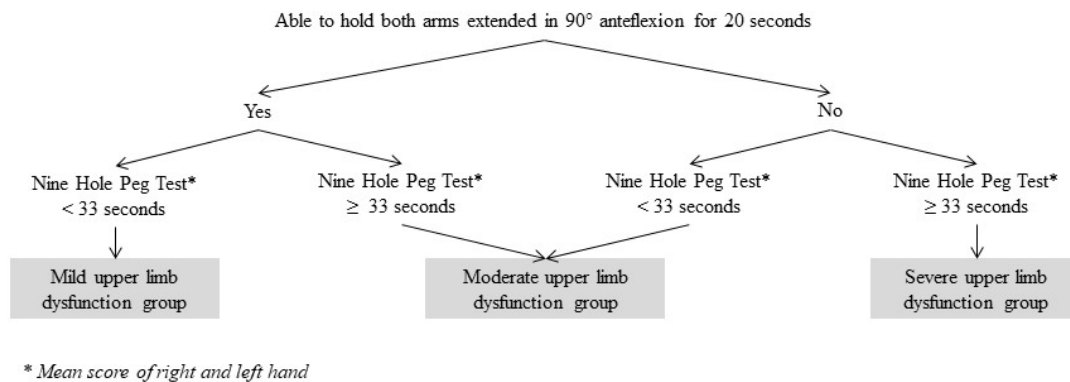 Able to hold both arms extended in 90° anteflexion for 20 seconds
Yes
No
Nine Hole Peg Test*
< 33 seconds
Nine Hole Peg Test*
≥ 33 seconds
Nine Hole Peg Test*
< 33 seconds
Nine Hole Peg Test*
≥ 33 seconds
Mild upper limb
dysfunction group
Moderate upper limb
dysfunction group
Severe upper limb
dysfunction group
* Mean score of right and left hand